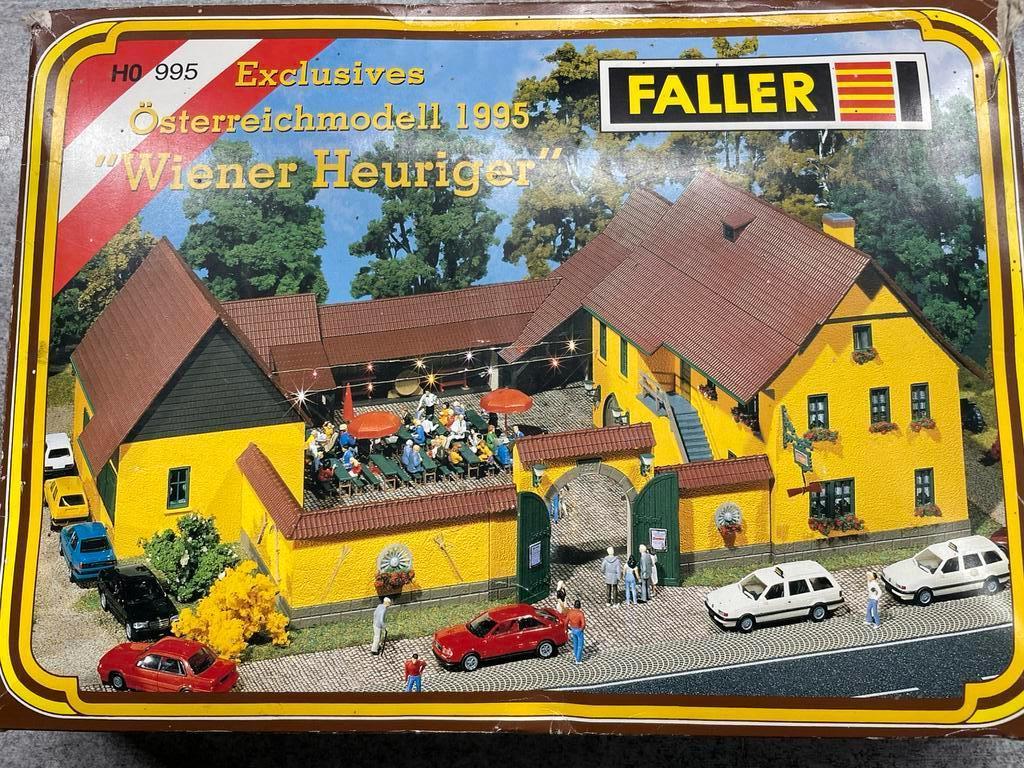 H0 995
Exclusives
Österreichmodell 1995
"Wiener Heuriger"
FALLER